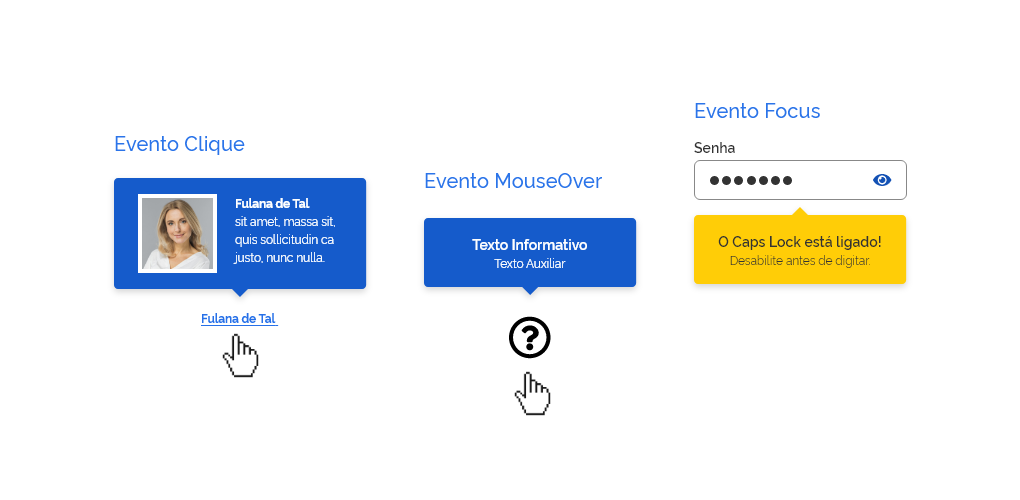 Evento Clique
Fulana de Tal
sit amet, massa sit,
quis sollicitudin ca
justo, nunc nulla.
Fulana de Tal
Evento MouseOver
Texto Informativo
Texto Auxiliar
?
Evento Focus
Senha
O Caps Lock está ligado!
Desabilite antes de digitar.